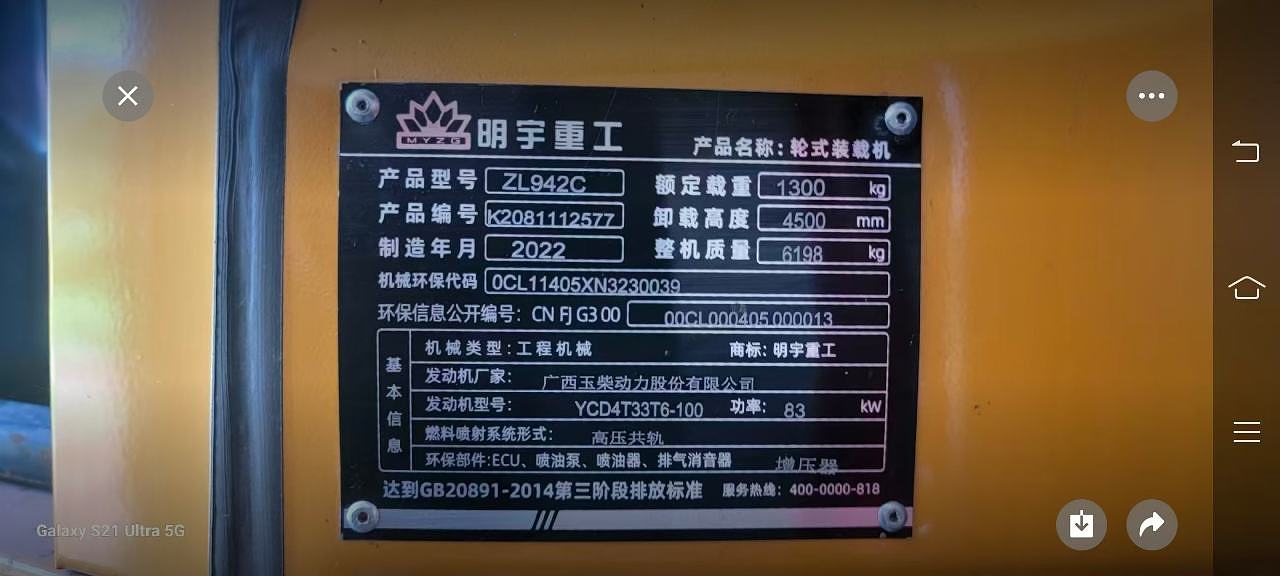 MYZG 明宇重工
产品名称：轮式装载机
产品型号 ZL942C 额定载重 1300 kg
产品编号 K2081112577 卸载高度 4500 mm
制造年月 2022 整机质量 6198 kg
机械环保代码 0CL11405XN3230039
环保信息公开编号： CN FJ G3 00 00CL000405 000013
基本信息
机械类型：工程机械 商标：明宇重工
发动机厂家： 广西玉柴动力股份有限公司
发动机型号： YCD4T33T6-100 功率： 83 kW
燃料喷射系统形式： 高压共轨
环保部件:ECU、喷油泵、喷油器、排气消音器 增压器
达到GB20891-2014第三阶段排放标准 服务热线：400-0000-818
Galaxy S21 Ultra 5G